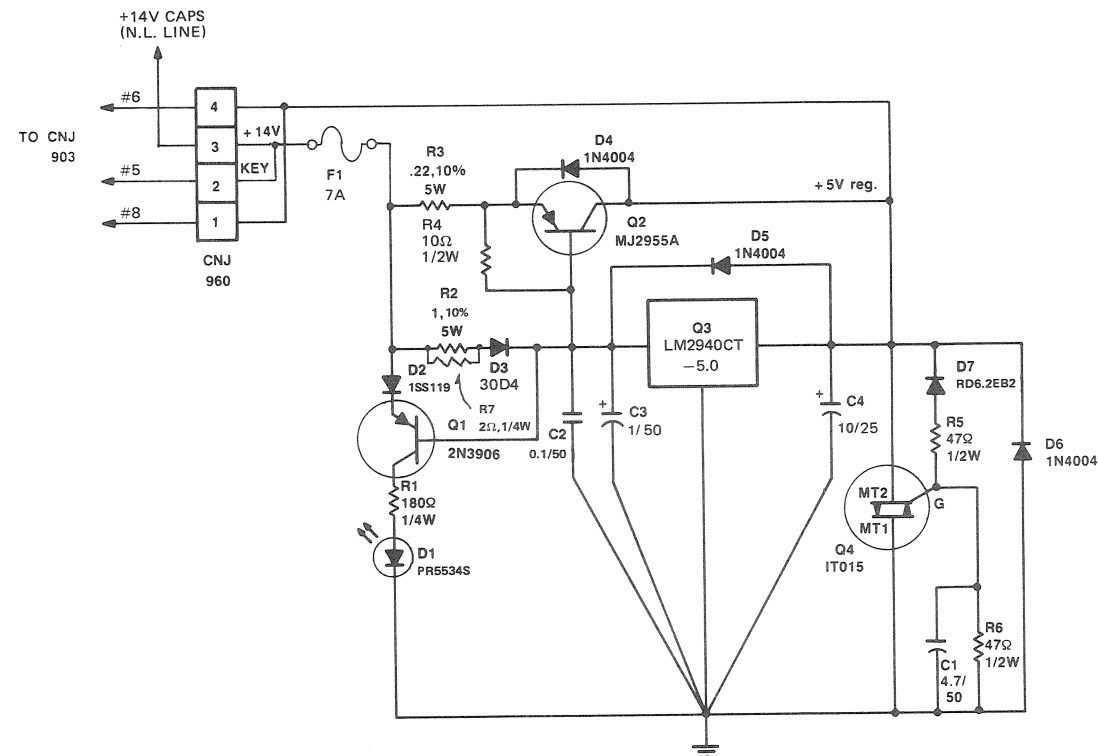 +14V CAPS
(N.L. LINE)
#6
4
TO CNJ
903
3
+ 14V
KEY
#5
2
#8
1
CNJ
960
F1
7A
R3
.22,10%
5W
R4
10Ω
1/2W
D4
1N4004
Q2
MJ2955A
+5V reg.
D5
1N4004
R2
1,10%
5W
D3
30D4
D2
1SS119
R7
2Ω,1/4W
Q1
2N3906
Q3
LM2940CT
–5.0
C2
0.1/50
+
C3
1/50
+
C4
10/25
D7
RD6.2EB2
R5
47Ω
1/2W
D6
1N4004
MT2
MT1
G
Q4
IT015
R1
180Ω
1/4W
D1
PR5534S
C1
4.7/
50
R6
47Ω
1/2W